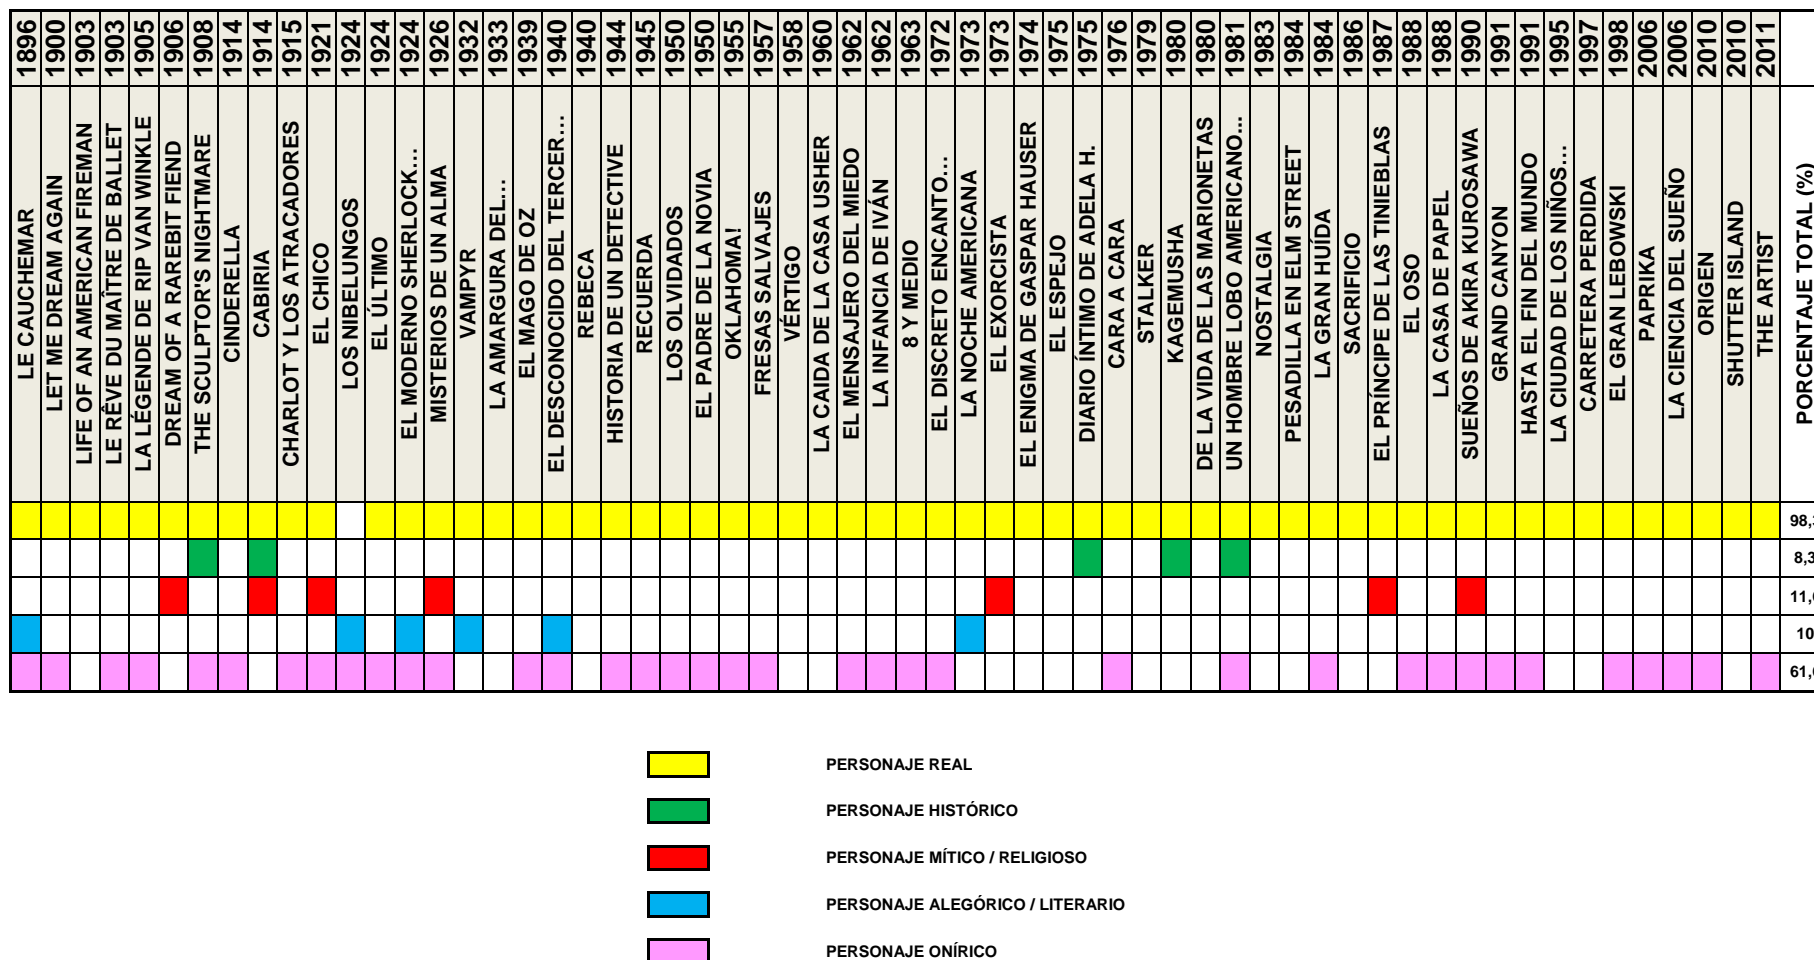 1896 1900 1903 1903 1905 1906 1908 1914 1914 1915 1921 1924 1924 1924 1926 1932 1933 1939 1940 1940 1944 1945 1950 1950 1955 1957 1958 1960 1962 1962 1963 1972 1973 1973 1974 1975 1975 1976 1979 1980 1980 1981 1983 1984 1984 1986 1987 1988 1988 1990 1991 1991 1995 1997 1998 2006 2006 2010 2010 2011
LE CAUCHEMAR
LET ME DREAM AGAIN
LIFE OF AN AMERICAN FIREMAN
LE RÊVE DU MAÎTRE DE BALLET
LA LÉGENDE DE RIP VAN WINKLE
DREAM OF A RAREBIT FIEND
THE SCULPTOR'S NIGHTMARE
CINDERELLA
CABIRIA
CHARLOT Y LOS ATRACADORES
EL CHICO
LOS NIBELUNGOS
EL ÚLTIMO
EL MODERNO SHERLOCK...
MISTERIOS DE UN ALMA
VAMPYR
LA AMARGURA DEL...
EL MAGO DE OZ
EL DESCONOCIDO DEL TERCER...
REBECA
HISTORIA DE UN DETECTIVE
RECUERDA
LOS OLVIDADOS
EL PADRE DE LA NOVIA
OKLAHOMA!
FRESAS SALVAJES
VÉRTIGO
LA CAIDA DE LA CASA USHER
EL MENSAJERO DEL MIEDO
LA INFANCIA DE IVÁN
8 Y MEDIO
EL DISCRETO ENCANTO...
LA NOCHE AMERICANA
EL EXORCISTA
EL ENIGMA DE GASPAR HAUSER
EL ESPEJO
DIARIO ÍNTIMO DE ADELA H.
CARA A CARA
STALKER
KAGEMUSHA
DE LA VIDA DE LAS MARIONETAS
UN HOMBRE LOBO AMERICANO...
NOSTALGIA
PESADILLA EN ELM STREET
LA GRAN HUÍDA
SACRIFICIO
EL PRÍNCIPE DE LAS TINIEBLAS
EL OSO
LA CASA DE PAPEL
SUEÑOS DE AKIRA KUROSAWA
GRAND CANYON
HASTA EL FIN DEL MUNDO
LA CIUDAD DE LOS NIÑOS...
CARRETERA PERDIDA
EL GRAN LEBOWSKI
PAPRIKA
LA CIENCIA DEL SUEÑO
ORIGEN
SHUTTER ISLAND
THE ARTIST
PORCENTAJE TOTAL (%)
98,
8,3
11,
10
61,
PERSONAJE REAL
PERSONAJE HISTÓRICO
PERSONAJE MÍTICO / RELIGIOSO
PERSONAJE ALEGÓRICO / LITERARIO
PERSONAJE ONÍRICO